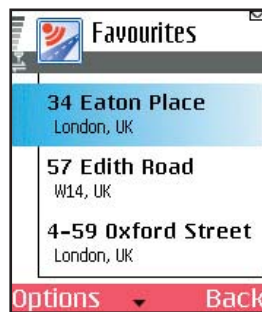 Favourites
34 Eaton Place
London, UK
57 Edith Road
W14, UK
4-59 Oxford Street
London, UK
Options Back